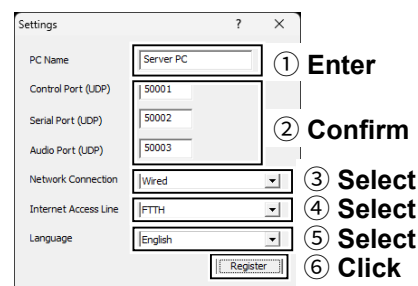 Settings ? ×
PC Name Server PC ① Enter
Control Port (UDP) 50001
Serial Port (UDP) 50002 ② Confirm
Audio Port (UDP) 50003
Network Connection Wired ③ Select
Internet Access Line FTTH ④ Select
Language English ⑤ Select
Register ⑥ Click